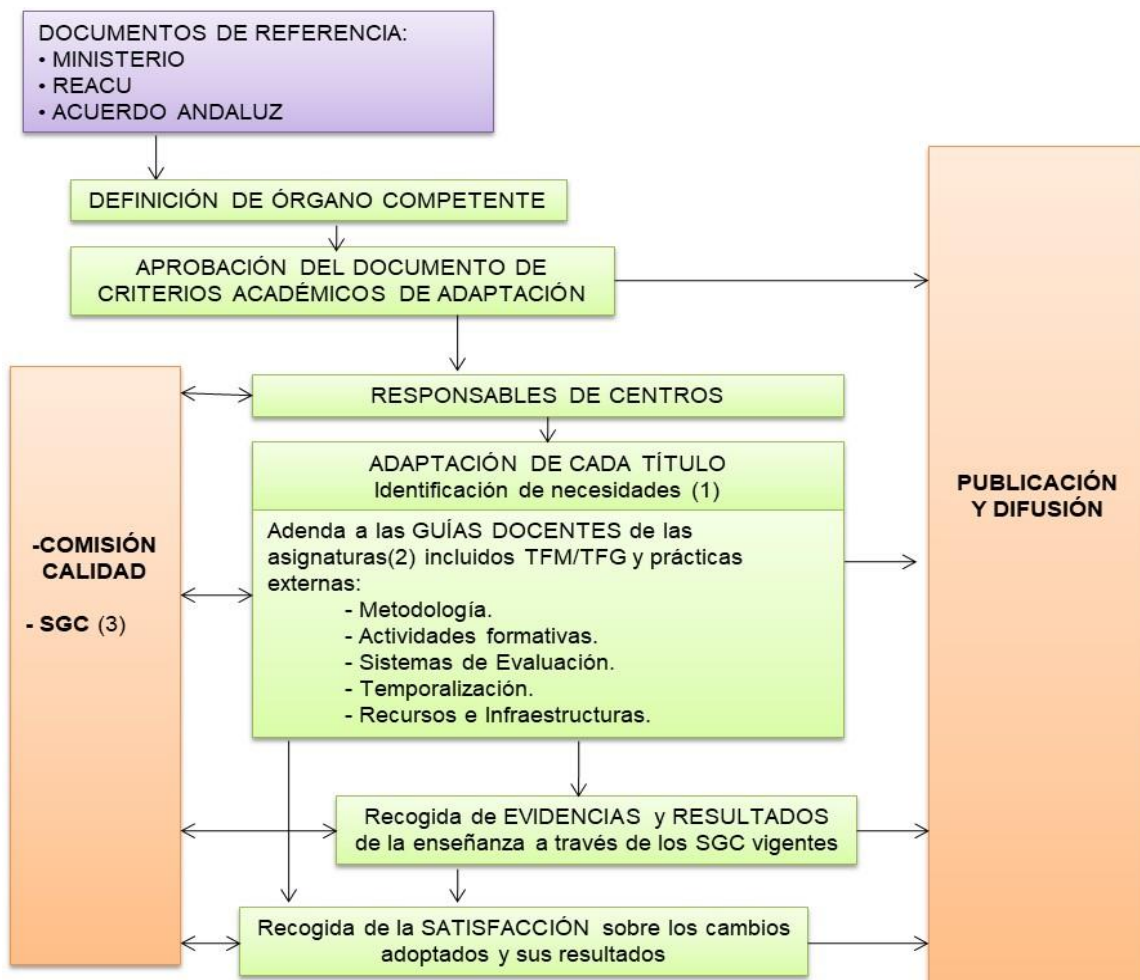 DOCUMENTOS DE REFERENCIA:
• MINISTERIO
• REACU
• ACUERDO ANDALUZ
DEFINICIÓN DE ÓRGANO COMPETENTE
APROBACIÓN DEL DOCUMENTO DE
CRITERIOS ACADÉMICOS DE ADAPTACIÓN
RESPONSABLES DE CENTROS
ADAPTACIÓN DE CADA TÍTULO
Identificación de necesidades (1)
Adenda a las GUÍAS DOCENTES de las
asignaturas(2) incluidos TFM/TFG y prácticas
externas:
- Metodología.
- Actividades formativas.
- Sistemas de Evaluación.
- Temporalización.
- Recursos e Infraestructuras.
-COMISIÓN
CALIDAD
- SGC (3)
PUBLICACIÓN
Y DIFUSIÓN
Recogida de EVIDENCIAS y RESULTADOS
de la enseñanza a través de los SGC vigentes
Recogida de la SATISFACCIÓN sobre los cambios
adoptados y sus resultados